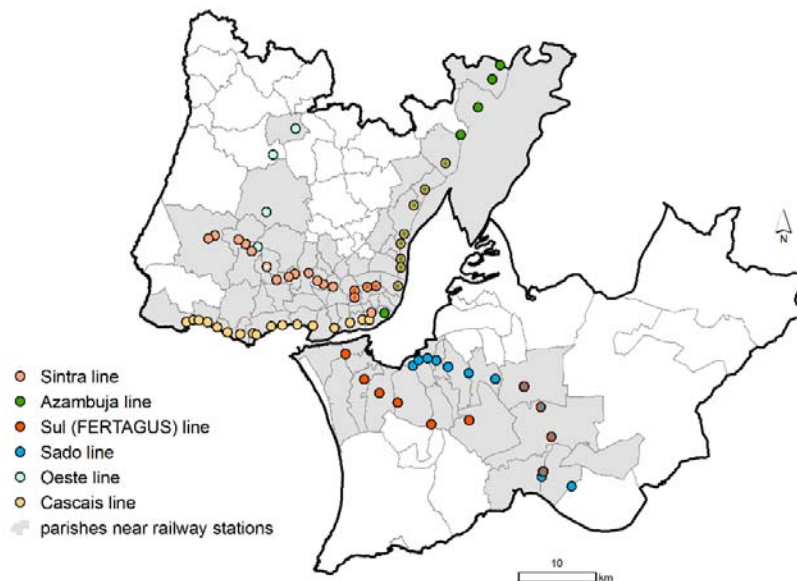 N
Sintra line
Azambuja line
Sul (FERTAGUS) line
Sado line
Oeste line
Cascais line
parishes near railway stations
10
km